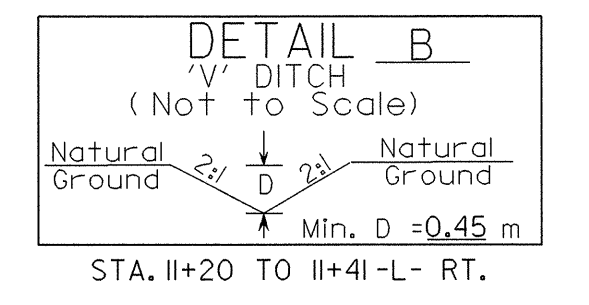 DETAIL B
'V' DITCH
(Not to Scale)
Natural Ground
2:1
D
2:1
Natural Ground
Min. D = 0.45 m
STA. 11+20 TO 11+41 -L- RT.